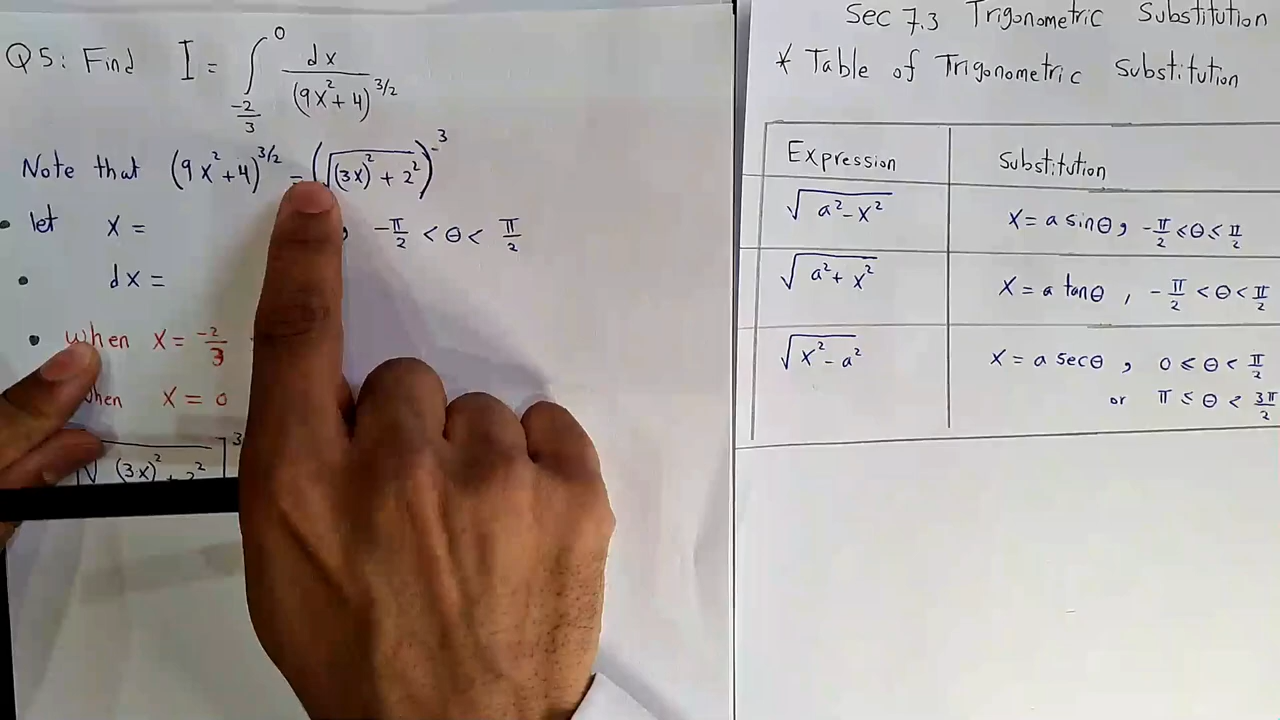 Q5: Find I = ∫_{-2/3}^{0} dx / (9x²+4)^{3/2}
Note that (9x²+4)^{3/2} = (√((3x)²+2²))^{-3}
• let x = , -π/2 < θ < π/2
• dx =
• when x = -2/3
when x = 0
√((3x)²+2²) ]³
Sec 7.3 Trigonometric Substitution
* Table of Trigonometric Substitution
Expression Substitution
√(a²-x²) x = a sinθ, -π/2 < θ ≤ π/2
√(a²+x²) x = a tanθ, -π/2 < θ < π/2
√(x²-a²) x = a secθ, 0 ≤ θ < π/2
or π ≤ θ < 3π/2